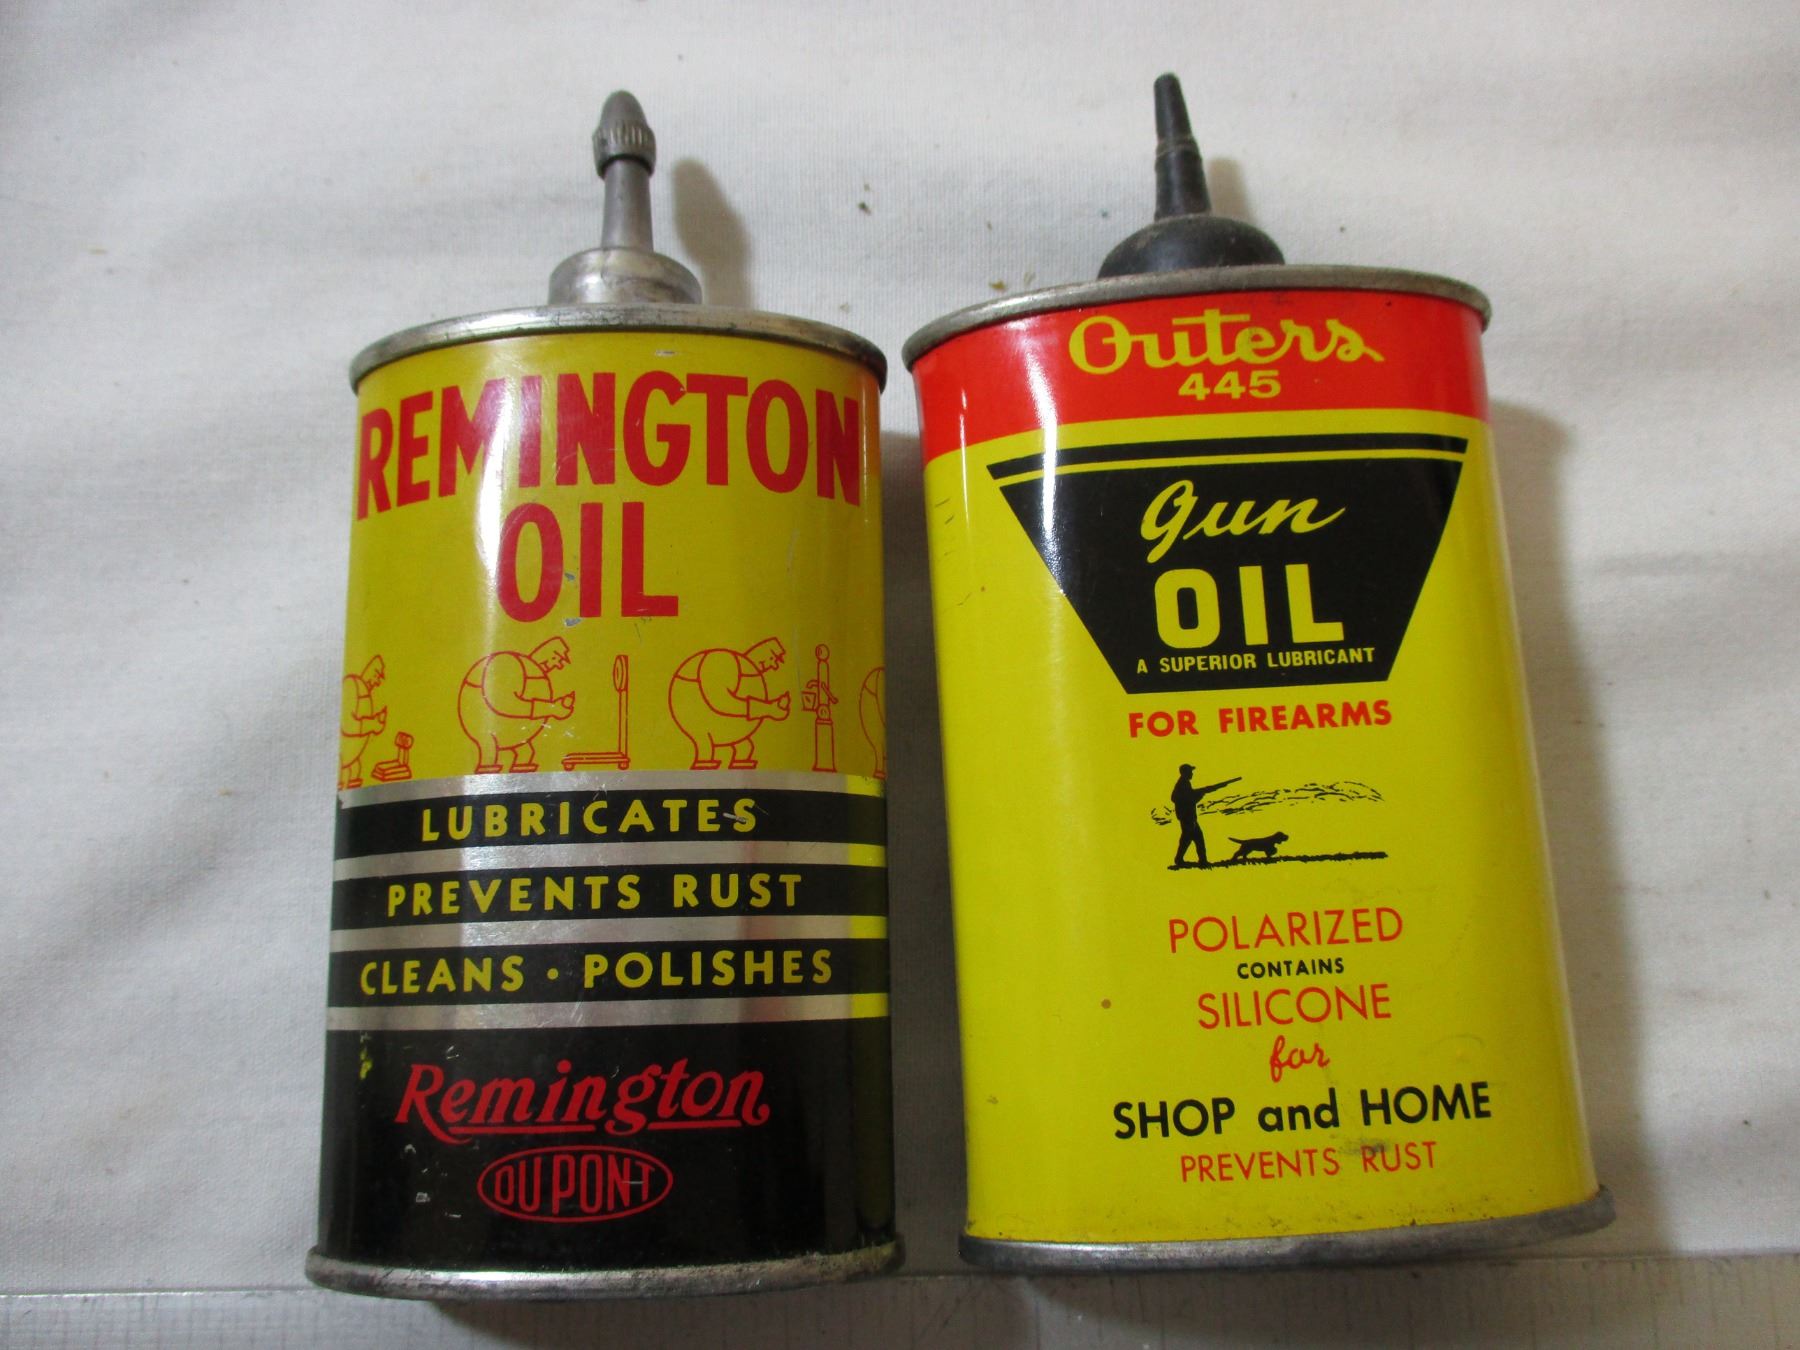 REMINGTON
OIL
LUBRICATES
PREVENTS RUST
CLEANS · POLISHES
Remington
DU PONT
Outers
445
Gun
OIL
A SUPERIOR LUBRICANT
FOR FIREARMS
POLARIZED
CONTAINS
SILICONE
for
SHOP and HOME
PREVENTS RUST